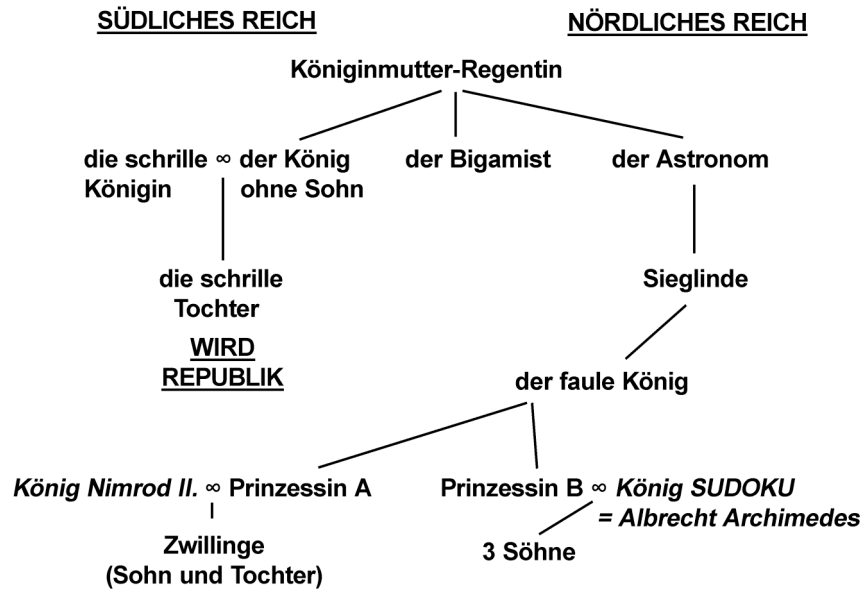 SÜDLICHES REICH
NÖRDLICHES REICH
Königinmutter-Regentin
die schrille ∞ der König
Königin ohne Sohn
der Bigamist
der Astronom
die schrille
Tochter
Sieglinde
WIRD
REPUBLIK
der faule König
König Nimrod II. ∞ Prinzessin A
Prinzessin B ∞ König SUDOKU
= Albrecht Archimedes
Zwillinge
(Sohn und Tochter)
3 Söhne